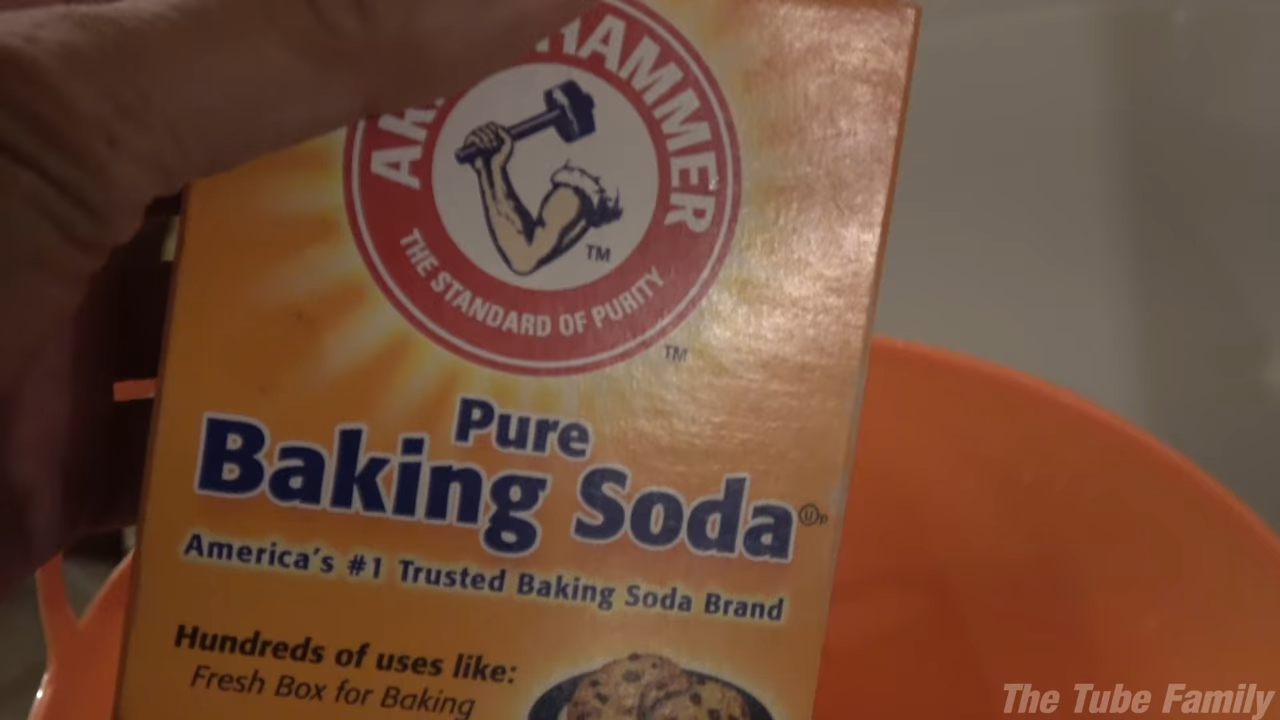 HAMMER
THE STANDARD OF PURITY
TM
TM
Pure
Baking Soda
America's #1 Trusted Baking Soda Brand
Hundreds of uses like:
Fresh Box for Baking
The Tube Family